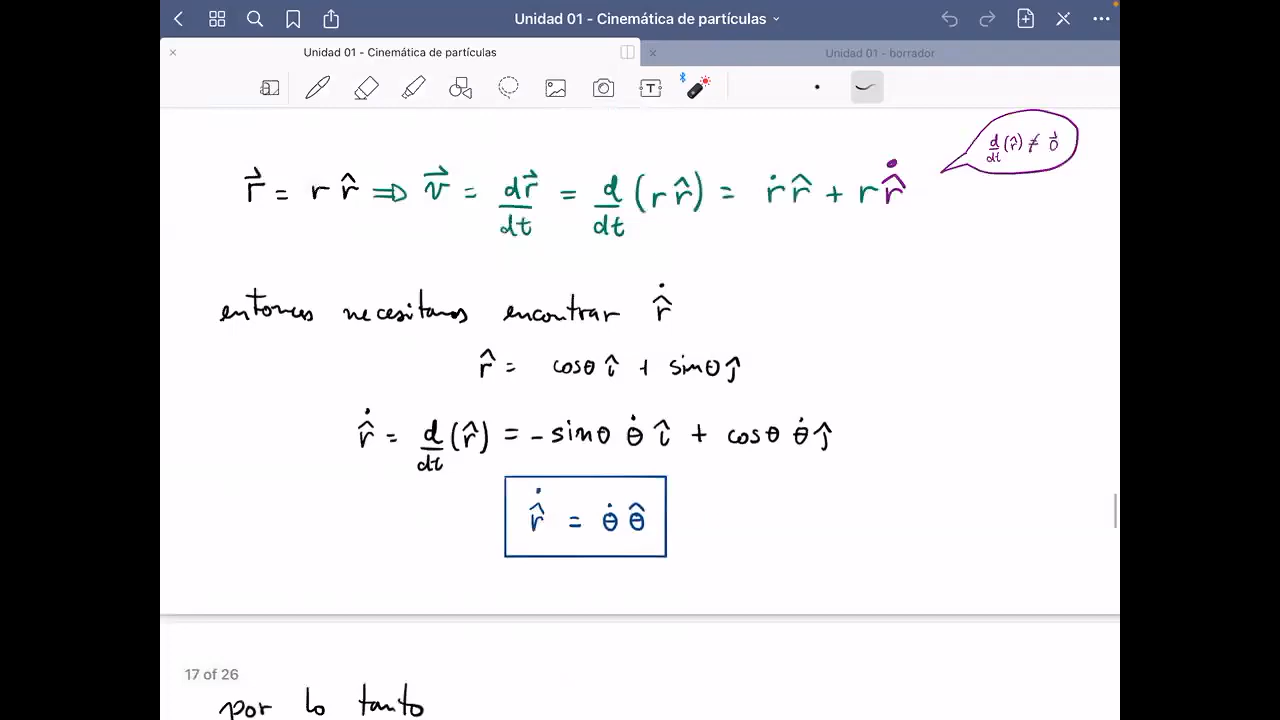 Unidad 01 - Cinemática de partículas
Unidad 01 - Cinemática de partículas
Unidad 01 - borrador
T
d/dt (r̂) ≠ 0⃗
r⃗ = r r̂ ⇒ v⃗ = dr⃗/dt = d/dt (r r̂) = ṙ r̂ + r r̂̇
entonces necesitamos encontrar r̂̇
r̂ = cosθ î + sinθ ĵ
r̂̇ = d/dt (r̂) = - sinθ θ̇ î + cosθ θ̇ ĵ
r̂̇ = θ̇ θ̂
17 of 26
por lo tanto